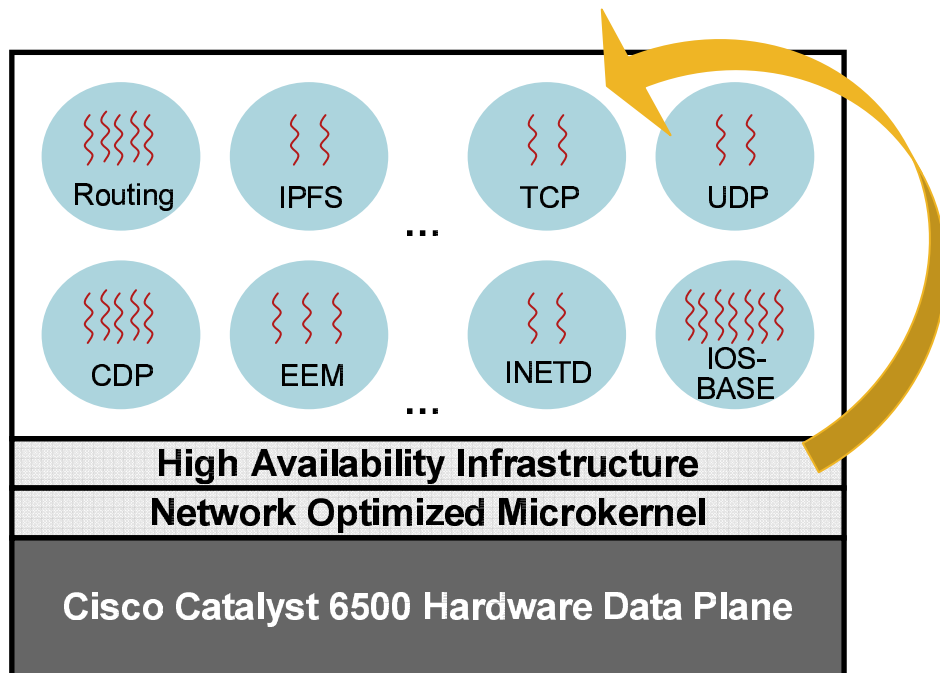 Routing
IPFS
TCP
UDP
...
CDP
EEM
INETD
IOS-
BASE
...
High Availability Infrastructure
Network Optimized Microkernel
Cisco Catalyst 6500 Hardware Data Plane